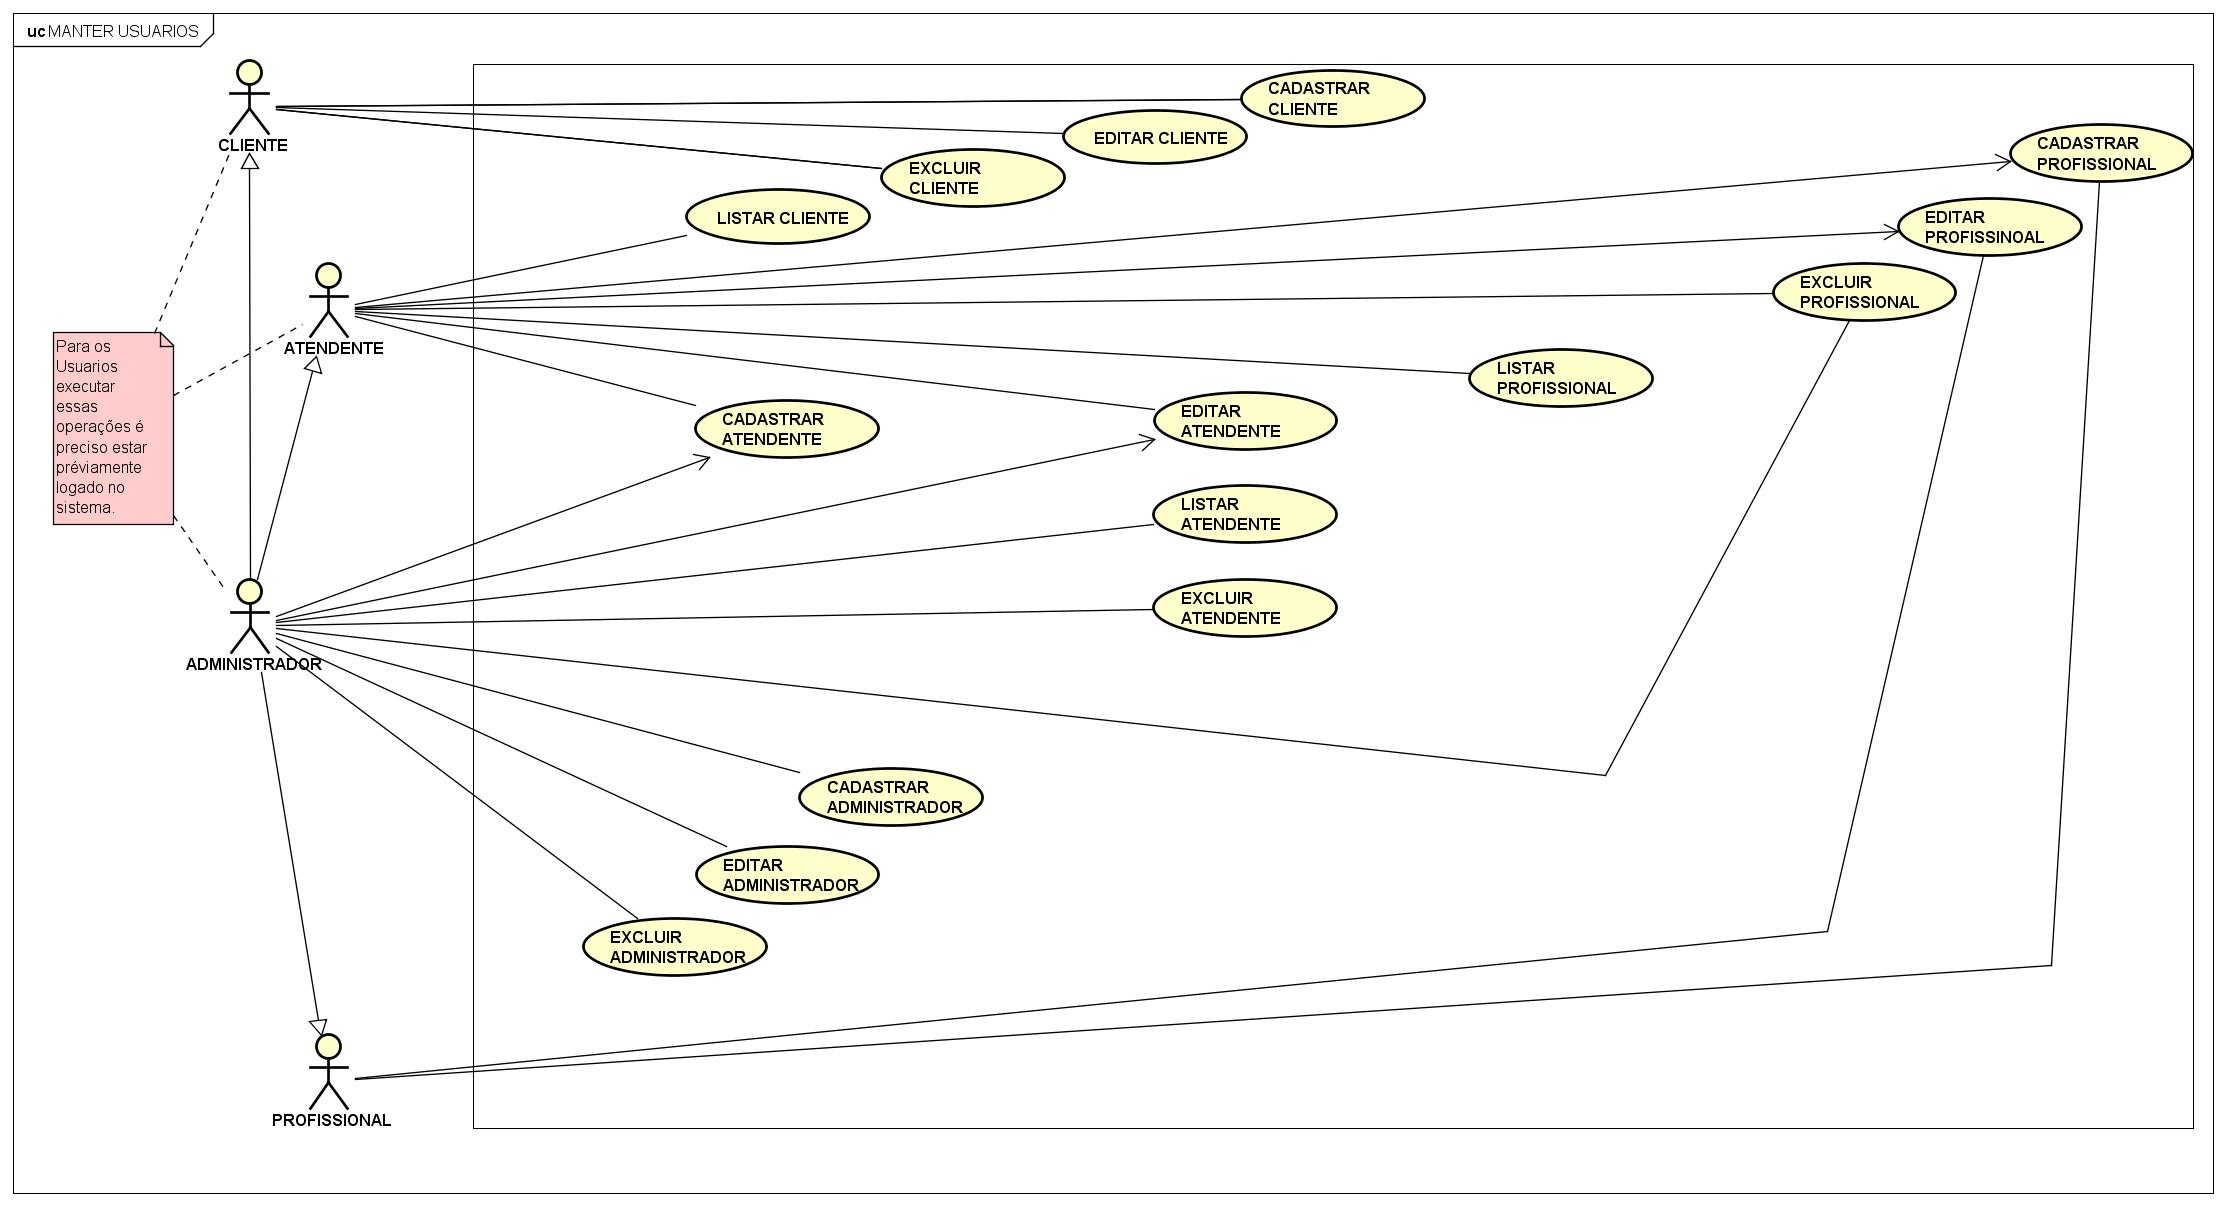 uc MANTER USUARIOS
CLIENTE
CADASTRAR
CLIENTE
EDITAR CLIENTE
EXCLUIR
CLIENTE
LISTAR CLIENTE
CADASTRAR
PROFISSIONAL
EDITAR
PROFISSINOAL
EXCLUIR
PROFISSIONAL
ATENDENTE
LISTAR
PROFISSIONAL
Para os
Usuarios
executar
essas
operações é
preciso estar
préviamente
logado no
sistema.
CADASTRAR
ATENDENTE
EDITAR
ATENDENTE
LISTAR
ATENDENTE
EXCLUIR
ATENDENTE
ADMINISTRADOR
CADASTRAR
ADMINISTRADOR
EDITAR
ADMINISTRADOR
EXCLUIR
ADMINISTRADOR
PROFISSIONAL